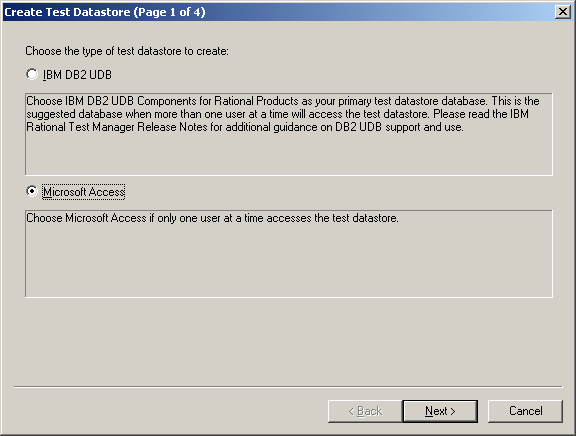 Create Test Datastore (Page 1 of 4)
Choose the type of test datastore to create:
IBM DB2 UDB
Choose IBM DB2 UDB Components for Rational Products as your primary test datastore database. This is the
suggested database when more than one user at a time will access the test datastore. Please read the IBM
Rational Test Manager Release Notes for additional guidance on DB2 UDB support and use.
Microsoft Access
Choose Microsoft Access if only one user at a time accesses the test datastore.
< Back
Next >
Cancel